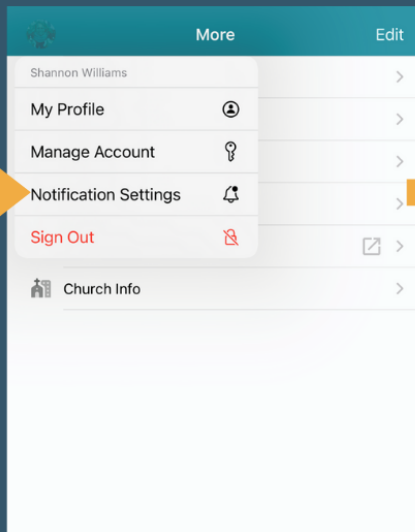 More
Edit
Shannon Williams
My Profile
Manage Account
Notification Settings
Sign Out
Church Info